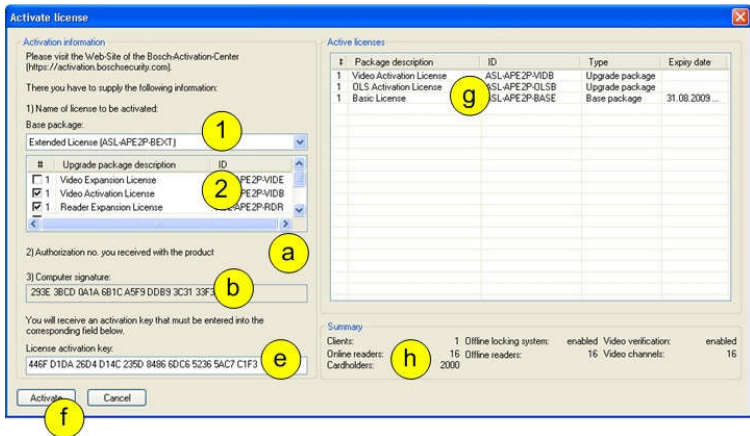 Activate license
Activation information
Please visit the Web-Site of the Bosch-Activation-Center
(https://activation.boschsecurity.com).
There you have to supply the following information:
1) Name of license to be activated:
Base package:
1
Extended License (ASL-APE2P-BEXT)
# Upgrade package description ID
2
1 Video Expansion License APE2P-VIDE
1 Video Activation License PE2P-VIDB
1 Reader Expansion License ASL-APE2P-RDR
a
2) Authorization no. you received with the product
3) Computer signature:
b
293E 3BCD 0A1A 6B1C A5F9 DDB9 3C31 33F3
You will receive an activation key that must be entered into the
corresponding field below.
License activation key:
e
446F D1DA 26D4 D14C 235D 8486 6DC6 5236 5AC7 C1F3
Activate
Cancel
f
Active licenses
# Package description ID Type Expiry date
1 Video Activation License ASL-APE2P-VIDB Upgrade package
1 OLS Activation License ASL-APE2P-OLSB Upgrade package
1 Basic License ASL-APE2P-BASE Base package 31.08.2009 ...
g
Summary
Clients: 1 Offline locking system: enabled Video verification: enabled
Online readers: 16 Offline readers: 16 Video channels: 16
Cardholders: 2000
h